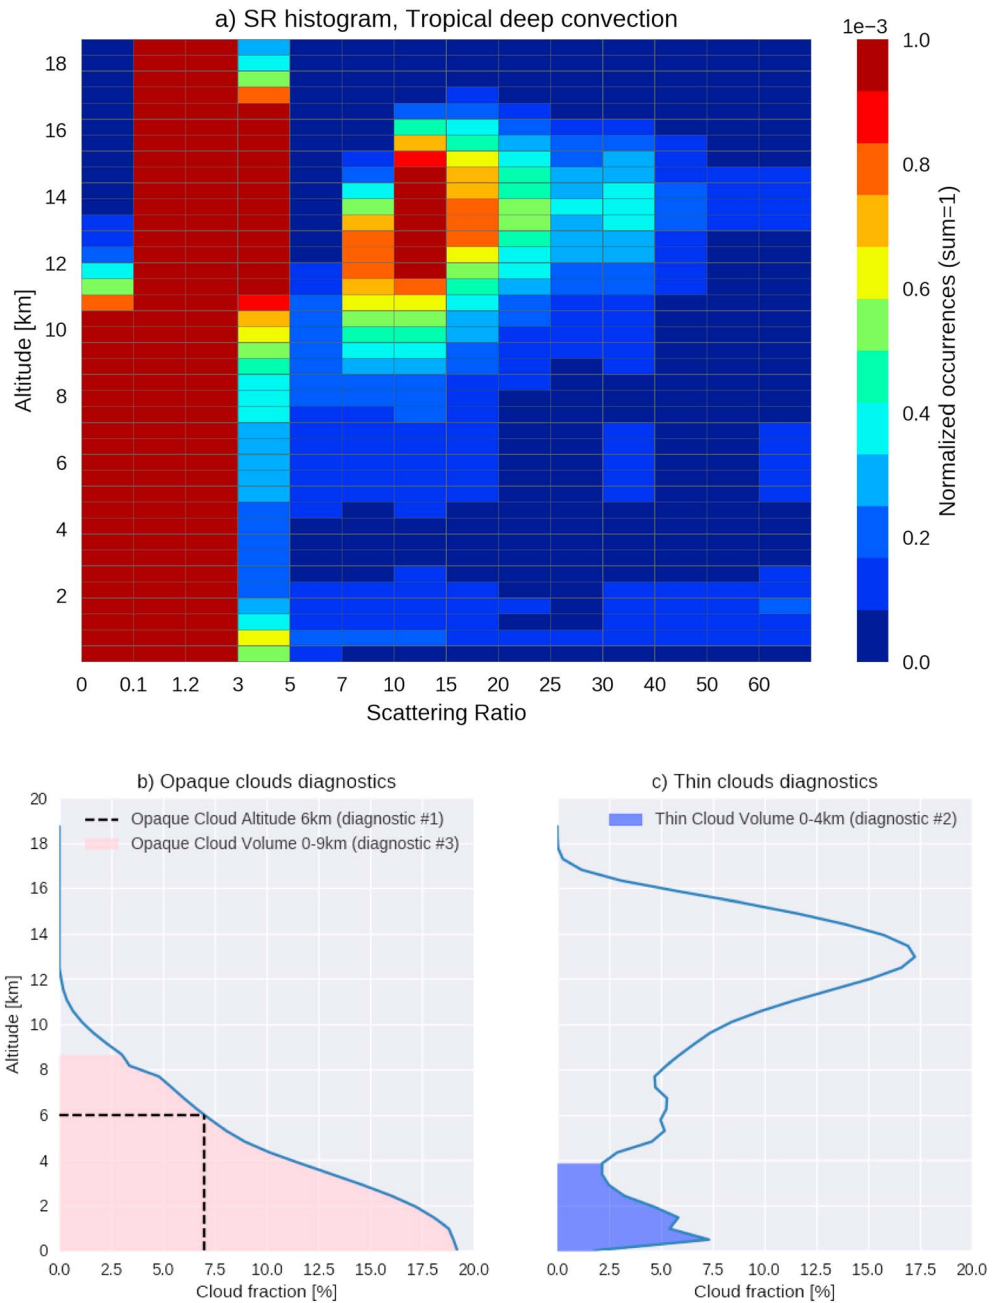 a) SR histogram, Tropical deep convection
1e−3
Altitude [km]
18
16
14
12
10
8
6
4
2
0 0.1 1.2 3 5 7 10 15 20 25 30 40 50 60
Scattering Ratio
1.0
0.8
0.6
0.4
0.2
0.0
Normalized occurrences (sum=1)
b) Opaque clouds diagnostics
Opaque Cloud Altitude 6km (diagnostic #1)
Opaque Cloud Volume 0-9km (diagnostic #3)
Altitude [km]
20
18
16
14
12
10
8
6
4
2
0
0.0 2.5 5.0 7.5 10.0 12.5 15.0 17.5 20.0
Cloud fraction [%]
c) Thin clouds diagnostics
Thin Cloud Volume 0-4km (diagnostic #2)
0.0 2.5 5.0 7.5 10.0 12.5 15.0 17.5 20.0
Cloud fraction [%]